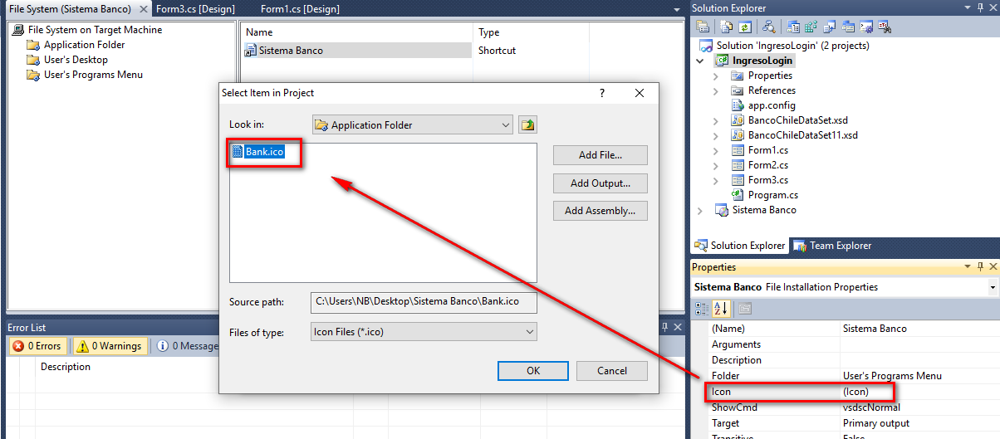 File System (Sistema Banco)
Form3.cs [Design]
Form1.cs [Design]
File System on Target Machine
Application Folder
User's Desktop
User's Programs Menu
Name
Type
Sistema Banco
Shortcut
Select Item in Project
?
Look in:
Application Folder
Bank.ico
Add File...
Add Output...
Add Assembly...
Source path:
C:\Users\NB\Desktop\Sistema Banco\Bank.ico
Files of type:
Icon Files (*.ico)
OK
Cancel
Error List
0 Errors
0 Warnings
0 Message
Description
Solution Explorer
Solution 'IngresoLogin' (2 projects)
IngresoLogin
Properties
References
app.config
BancoChileDataSet.xsd
BancoChileDataSet11.xsd
Form1.cs
Form2.cs
Form3.cs
Program.cs
Sistema Banco
Solution Explorer
Team Explorer
Properties
Sistema Banco File Installation Properties
(Name) Sistema Banco
Arguments
Description
Folder User's Programs Menu
Icon (Icon)
ShowCmd vsdscNormal
Target Primary output
Transitive False